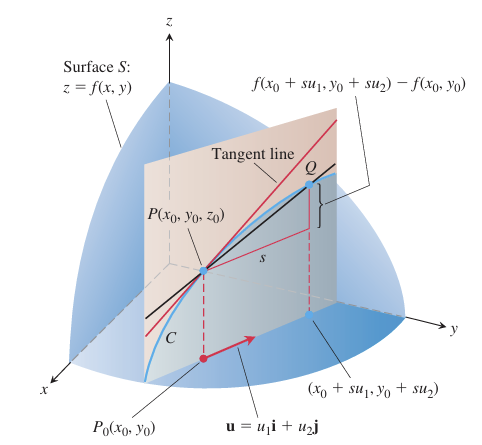 z
Surface S:
z = f(x, y)
f(x₀ + su₁, y₀ + su₂) − f(x₀, y₀)
Tangent line
Q
P(x₀, y₀, z₀)
s
C
y
x
(x₀ + su₁, y₀ + su₂)
P₀(x₀, y₀)
u = u₁i + u₂j